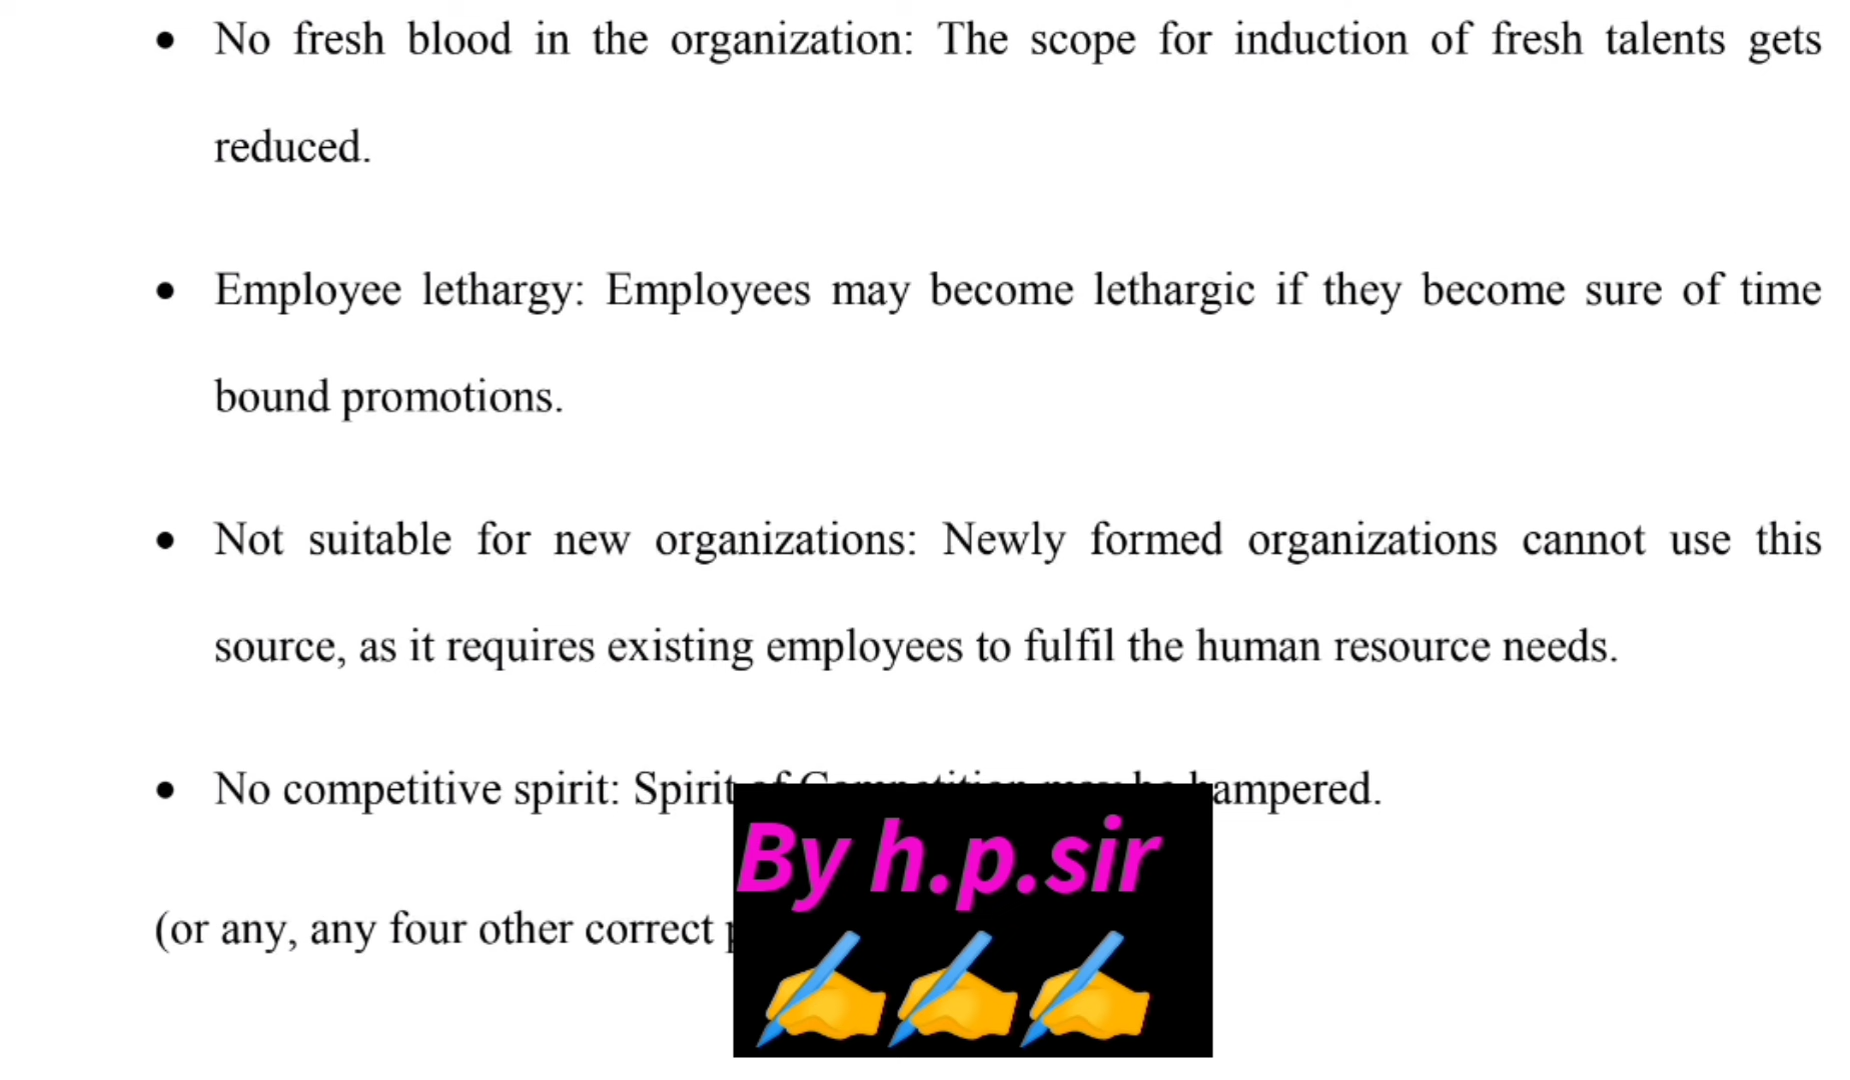 • No fresh blood in the organization: The scope for induction of fresh talents gets
reduced.
• Employee lethargy: Employees may become lethargic if they become sure of time
bound promotions.
• Not suitable for new organizations: Newly formed organizations cannot use this
source, as it requires existing employees to fulfil the human resource needs.
• No competitive spirit: Spirit of Competition may be hampered.
(or any, any four other correct
By h.p.sir
✍✍✍